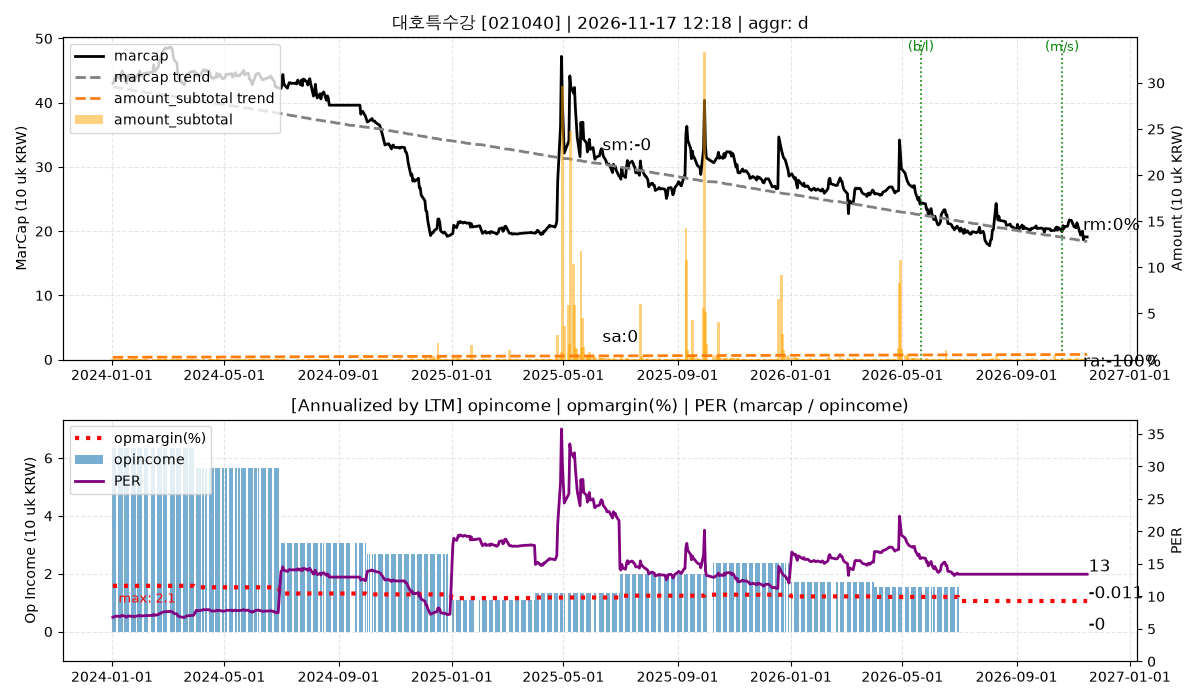 대호특수강 [021040] | 2026-11-17 12:18 | aggr: d
marcap
marcap trend
amount_subtotal trend
amount_subtotal
(b/l)
(m/s)
sm:-0
rm:0%
sa:0
ra:-100%
MarCap (10 uk KRW)
50
40
30
20
10
0
Amount (10 uk KRW)
30
25
20
15
10
5
0
2024-01-01 2024-05-01 2024-09-01 2025-01-01 2025-05-01 2025-09-01 2026-01-01 2026-05-01 2026-09-01 2027-01-01
[Annualized by LTM] opincome | opmargin(%) | PER (marcap / opincome)
opmargin(%)
opincome
PER
max: 2.1
13
-0.011
-0
Op Income (10 uk KRW)
6
4
2
0
PER
35
30
25
20
15
10
5
0
2024-01-01 2024-05-01 2024-09-01 2025-01-01 2025-05-01 2025-09-01 2026-01-01 2026-05-01 2026-09-01 2027-01-01